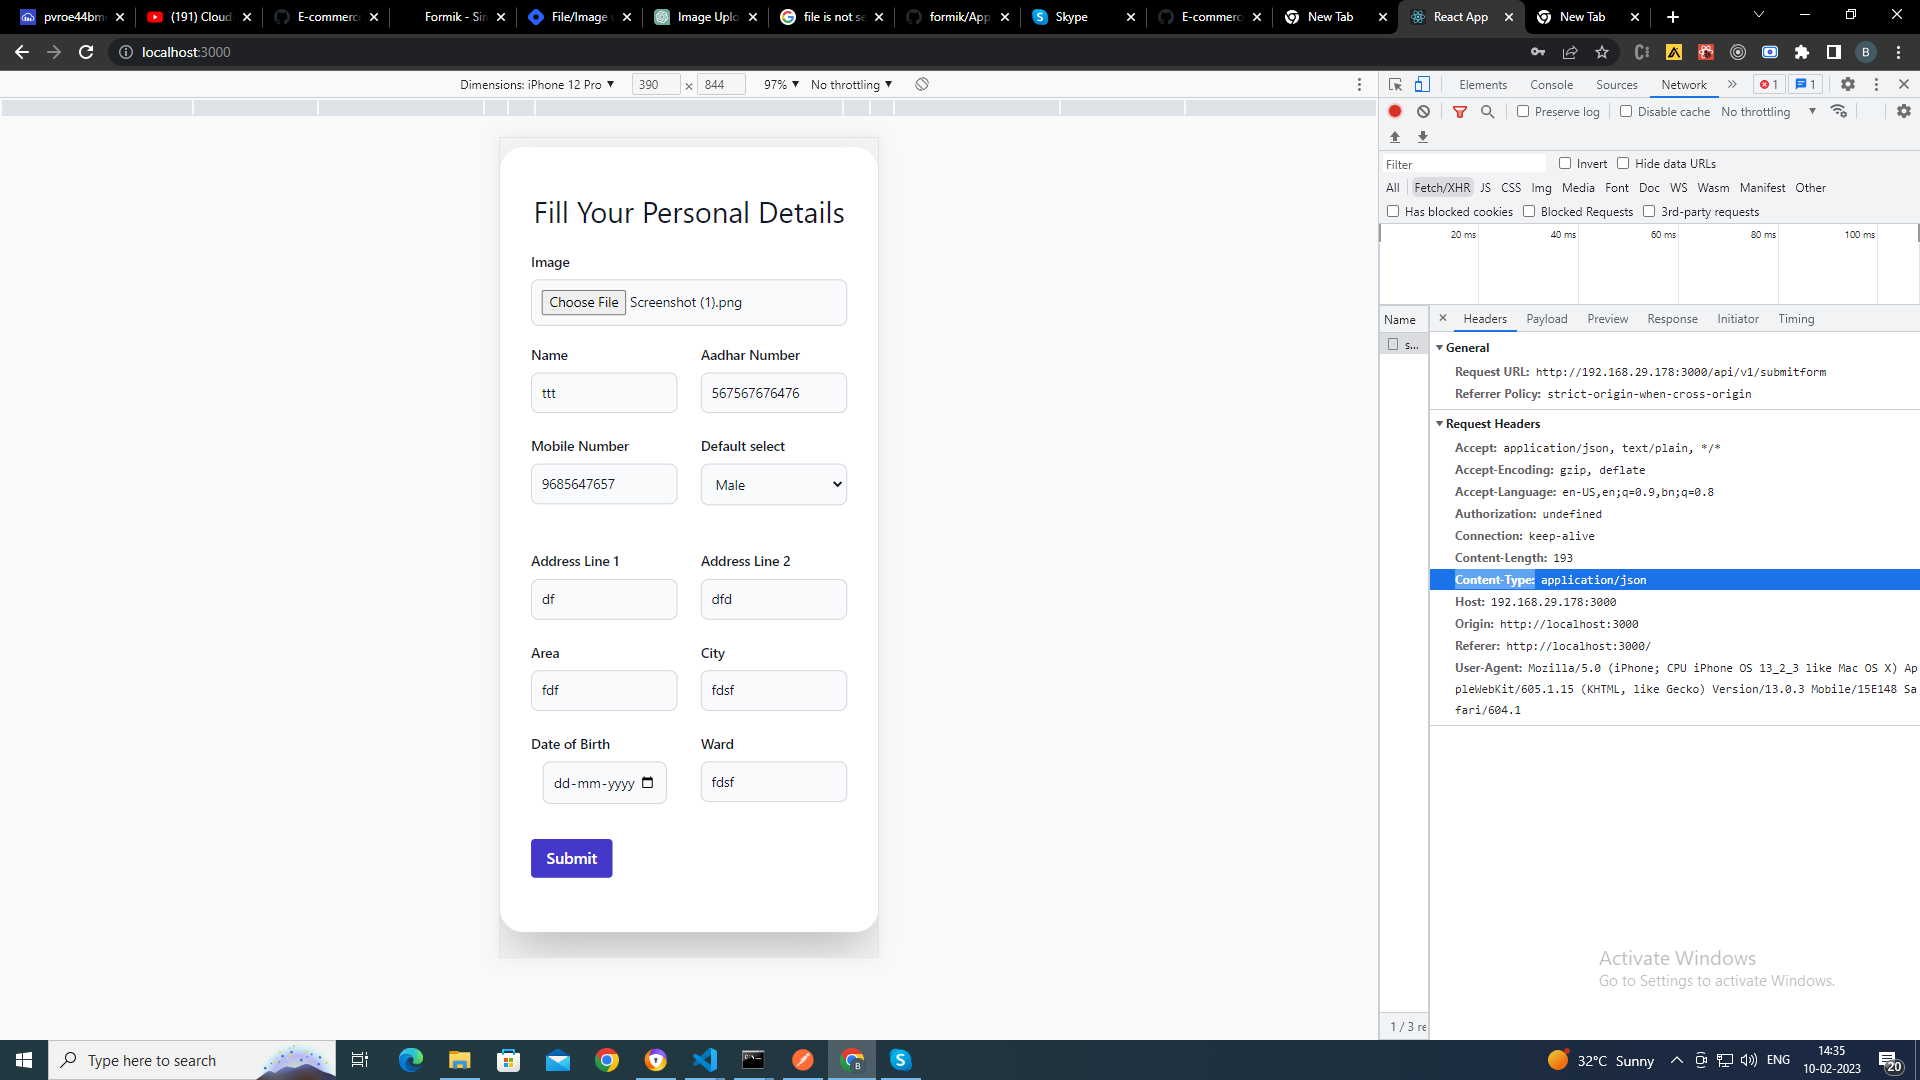 pvroe44bm
(191) Cloud
E-commerc
Formik - Sin
File/Image
Image Uplo
file is not se
formik/App
Skype
E-commerc
New Tab
React App
New Tab
localhost:3000
B
Dimensions: iPhone 12 Pro
390 × 844
97%
No throttling
Fill Your Personal Details
Image
Choose File Screenshot (1).png
Name
Aadhar Number
ttt
567567676476
Mobile Number
Default select
9685647657
Male
Address Line 1
Address Line 2
df
dfd
Area
City
fdf
fdsf
Date of Birth
Ward
dd-mm-yyyy
fdsf
Submit
Elements Console Sources Network » 1 1
Preserve log Disable cache No throttling
Filter
Invert Hide data URLs
All Fetch/XHR JS CSS Img Media Font Doc WS Wasm Manifest Other
Has blocked cookies Blocked Requests 3rd-party requests
20 ms 40 ms 60 ms 80 ms 100 ms
Name
s...
1 / 3 re
× Headers Payload Preview Response Initiator Timing
General
Request URL: http://192.168.29.178:3000/api/v1/submitform
Referrer Policy: strict-origin-when-cross-origin
Request Headers
Accept: application/json, text/plain, */*
Accept-Encoding: gzip, deflate
Accept-Language: en-US,en;q=0.9,bn;q=0.8
Authorization: undefined
Connection: keep-alive
Content-Length: 193
Content-Type: application/json
Host: 192.168.29.178:3000
Origin: http://localhost:3000
Referer: http://localhost:3000/
User-Agent: Mozilla/5.0 (iPhone; CPU iPhone OS 13_2_3 like Mac OS X) Ap
pleWebKit/605.1.15 (KHTML, like Gecko) Version/13.0.3 Mobile/15E148 Sa
fari/604.1
Activate Windows
Go to Settings to activate Windows.
Type here to search
32°C Sunny
ENG
14:35
10-02-2023
20